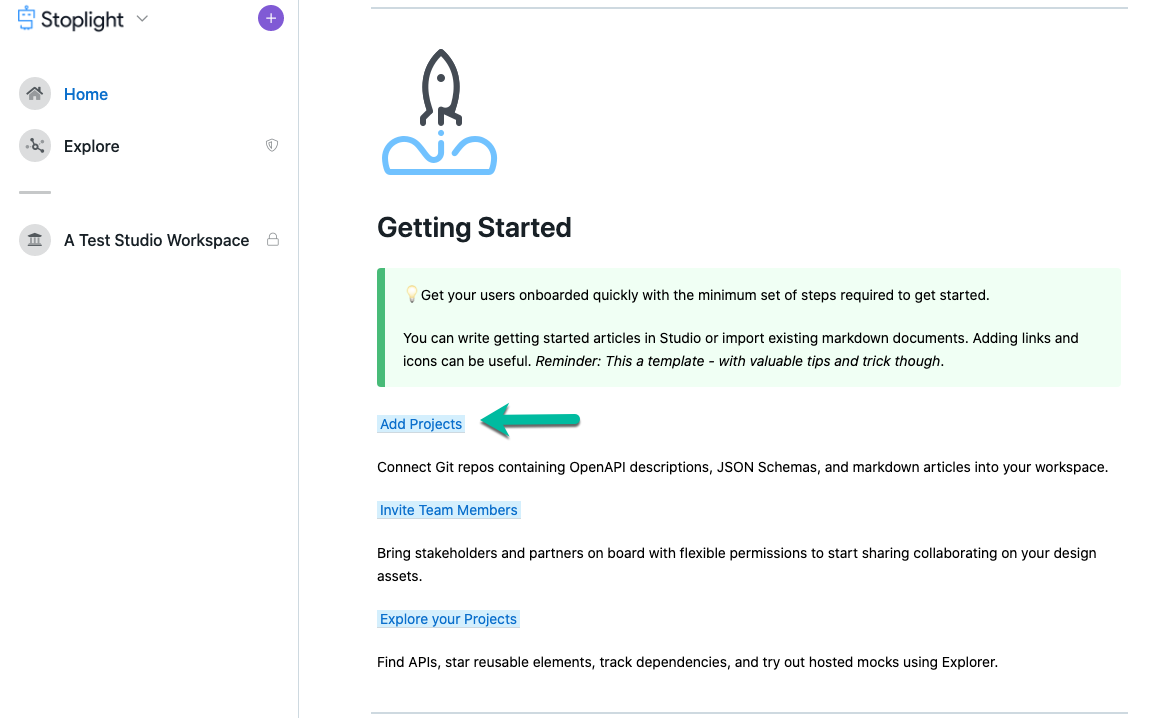 Stoplight
Home
Explore
A Test Studio Workspace
Getting Started
💡Get your users onboarded quickly with the minimum set of steps required to get started.
You can write getting started articles in Studio or import existing markdown documents. Adding links and
icons can be useful. Reminder: This a template - with valuable tips and trick though.
Add Projects
Connect Git repos containing OpenAPI descriptions, JSON Schemas, and markdown articles into your workspace.
Invite Team Members
Bring stakeholders and partners on board with flexible permissions to start sharing collaborating on your design
assets.
Explore your Projects
Find APIs, star reusable elements, track dependencies, and try out hosted mocks using Explorer.